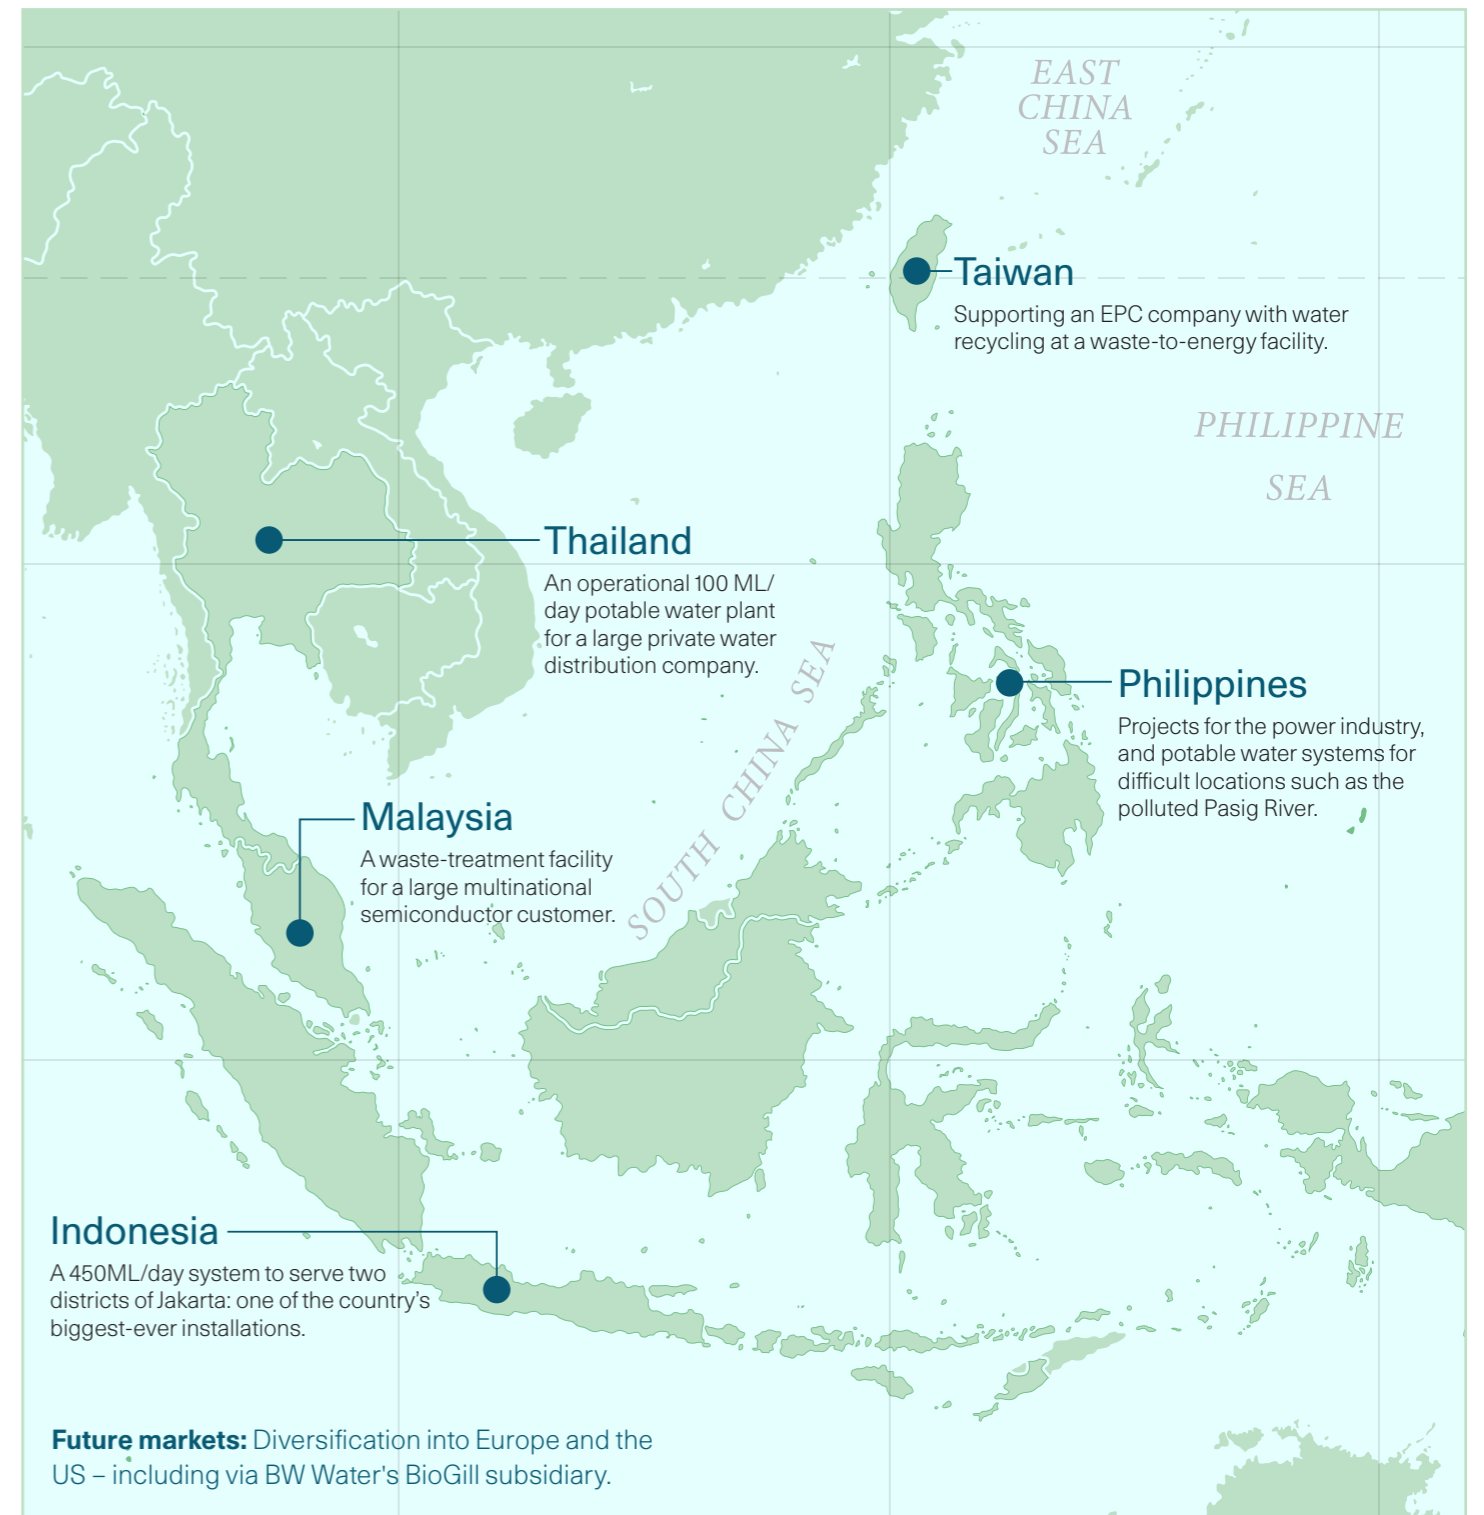 EAST
CHINA
SEA
Taiwan
Supporting an EPC company with water
recycling at a waste-to-energy facility.
PHILIPPINE
SEA
Thailand
An operational 100 ML/
day potable water plant
for a large private water
distribution company.
SOUTH CHINA SEA
Philippines
Projects for the power industry,
and potable water systems for
difficult locations such as the
polluted Pasig River.
Malaysia
A waste-treatment facility
for a large multinational
semiconductor customer.
Indonesia
A 450ML/day system to serve two
districts of Jakarta: one of the country’s
biggest-ever installations.
Future markets: Diversification into Europe and the
US – including via BW Water's BioGill subsidiary.